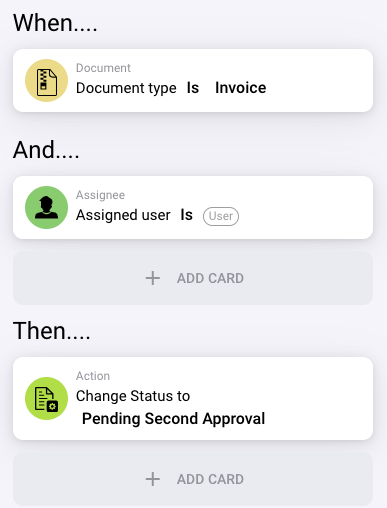 When....
Document
Document type Is Invoice
And....
Assignee
Assigned user Is User
+ ADD CARD
Then....
Action
Change Status to
Pending Second Approval
+ ADD CARD